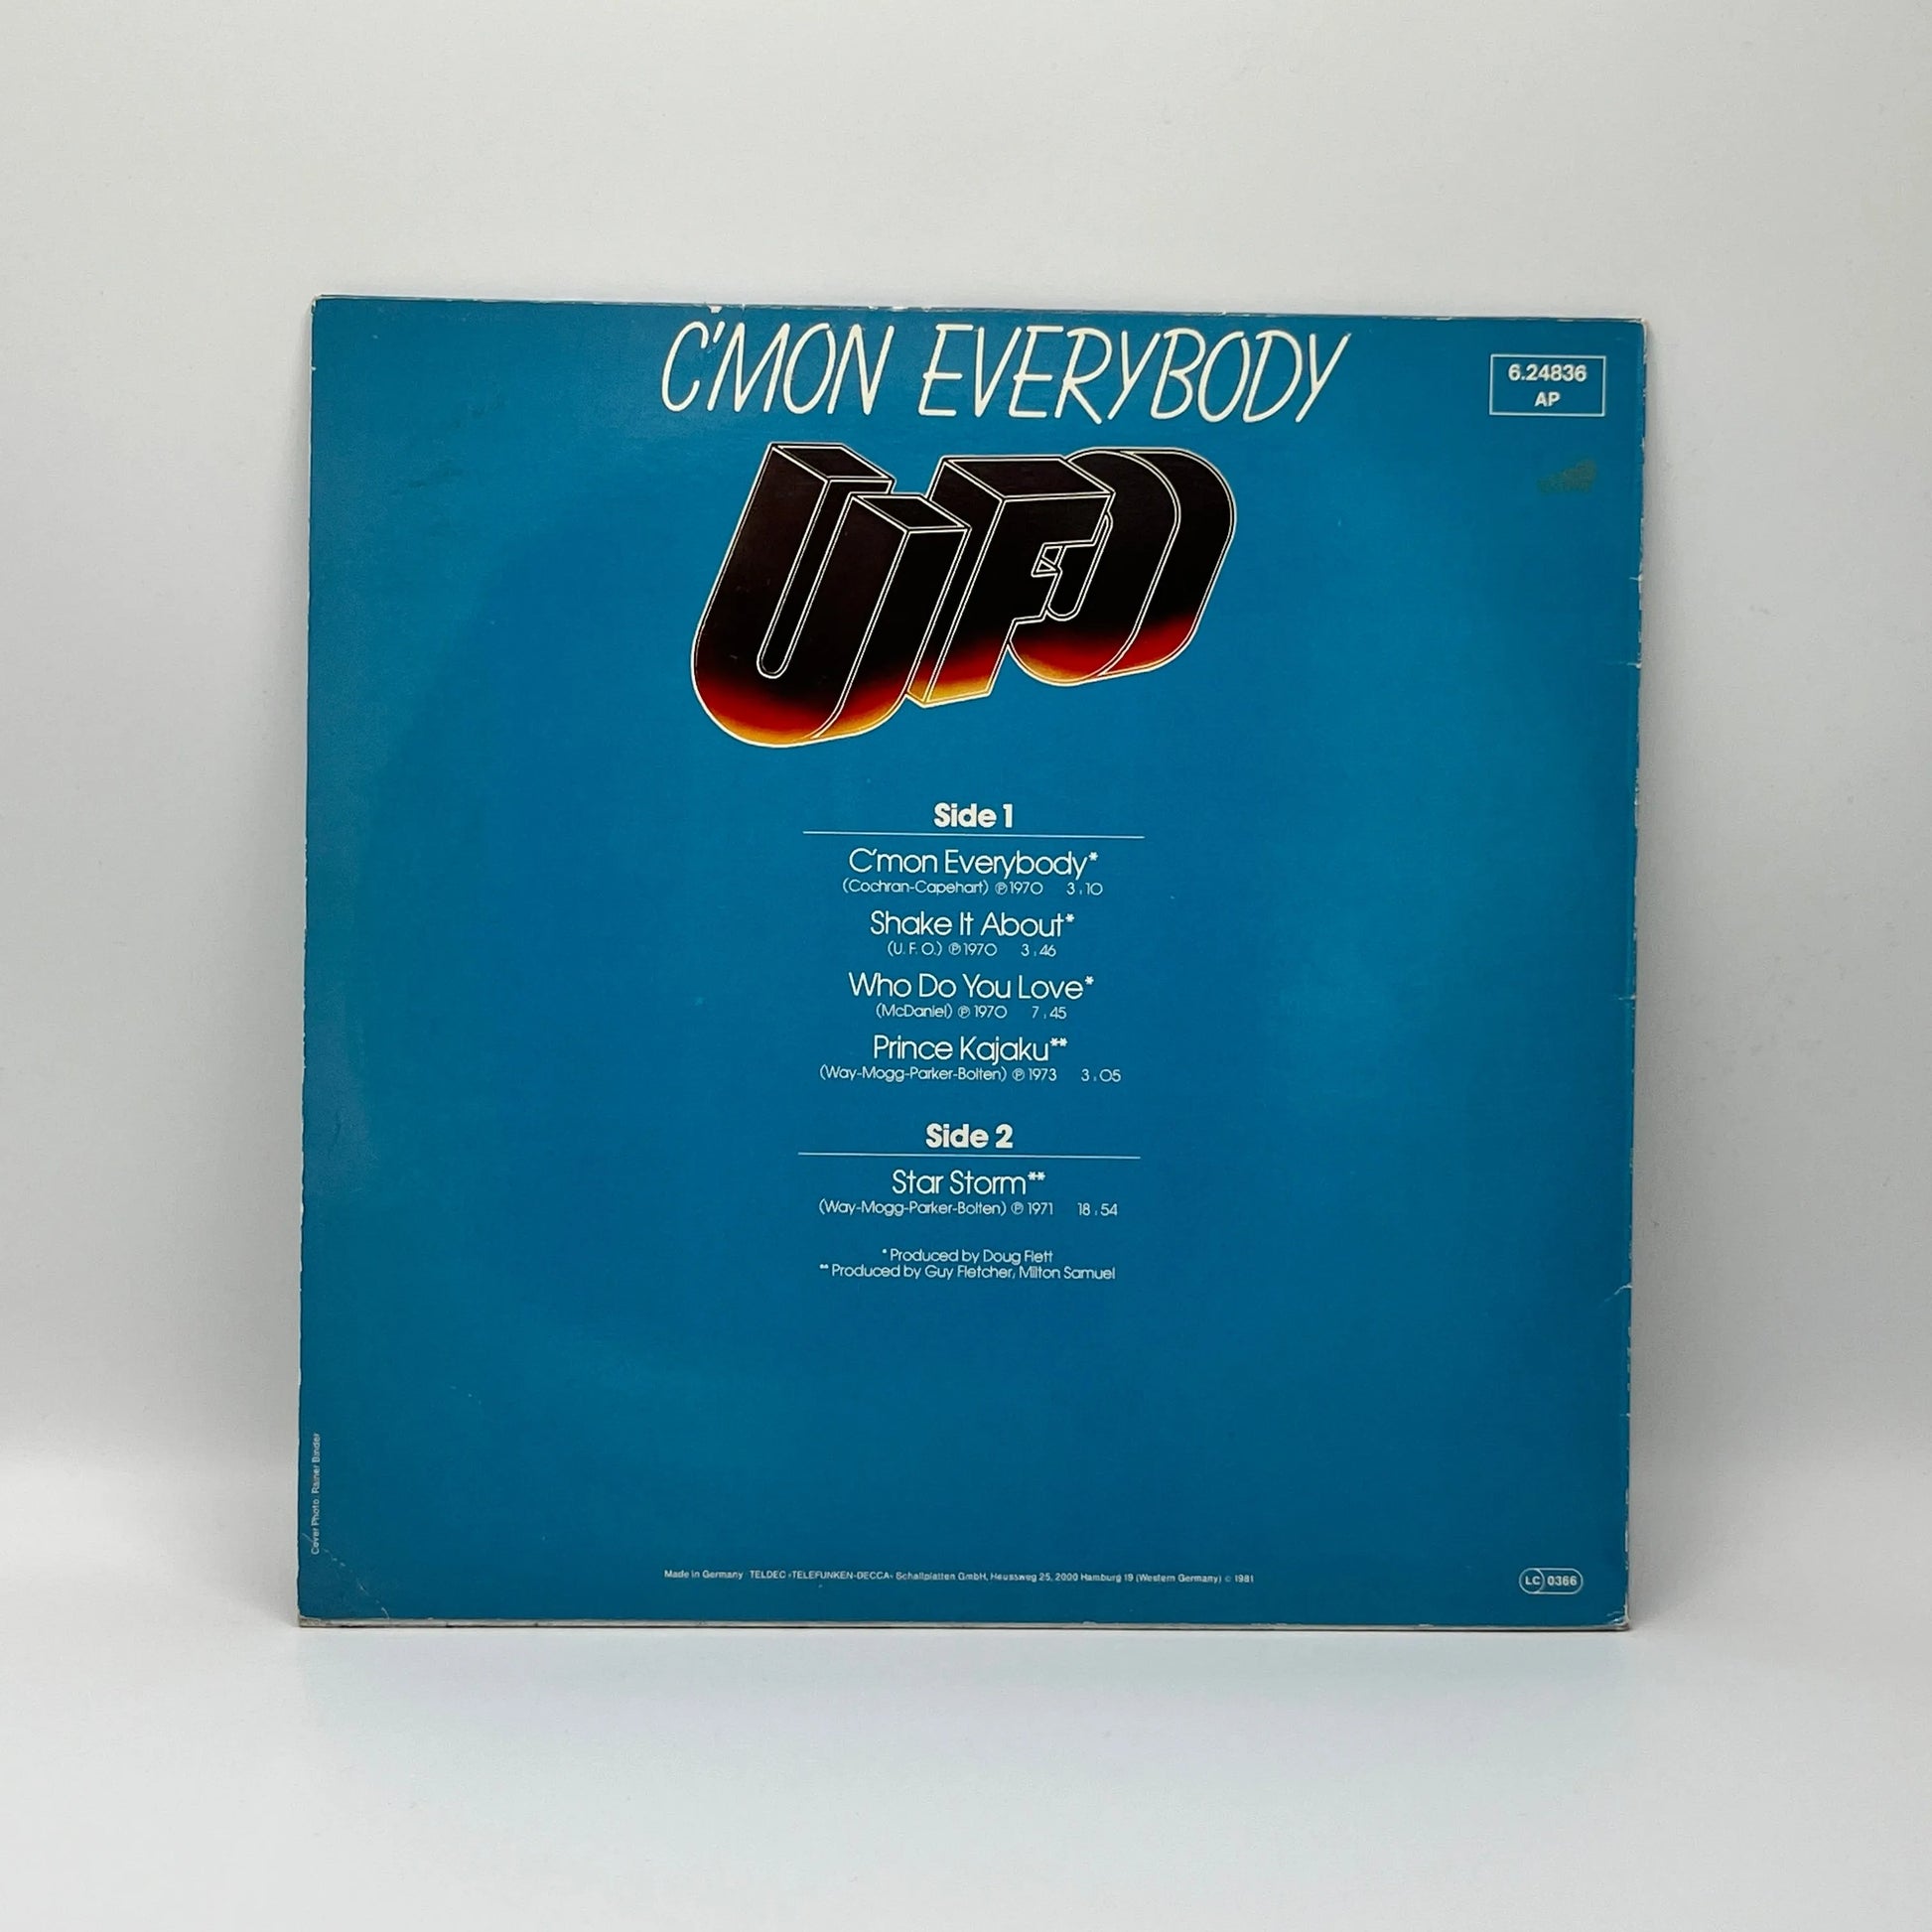 C'MON EVERYBODY
6.24836
AP
UFO
Side 1
C'mon Everybody*
(Cochran-Capehart) ℗ 1970 3:10
Shake It About*
(U. F. O.) ℗ 1970 3:46
Who Do You Love*
(McDaniel) ℗ 1970 7:45
Prince Kajaku**
(Way-Mogg-Parker-Bolten) ℗ 1973 3:05
Side 2
Star Storm**
(Way-Mogg-Parker-Bolten) ℗ 1971 18:54
* Produced by Doug Flett
** Produced by Guy Fletcher, Milton Samuel
Cover Photo: Rainer Binder
Made in Germany TELDEC »TELEFUNKEN-DECCA« Schallplatten GmbH, Heussweg 25, 2000 Hamburg 19 (Western Germany) © 1981
LC 0366